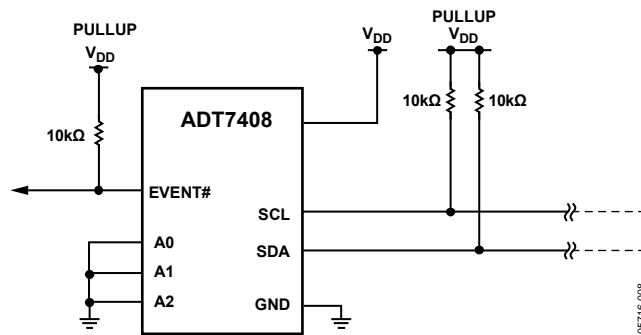 PULLUP
VDD
10kΩ
ADT7408
EVENT#
A0
A1
A2
SCL
SDA
GND
VDD
PULLUP
VDD
10kΩ
10kΩ
05716-008